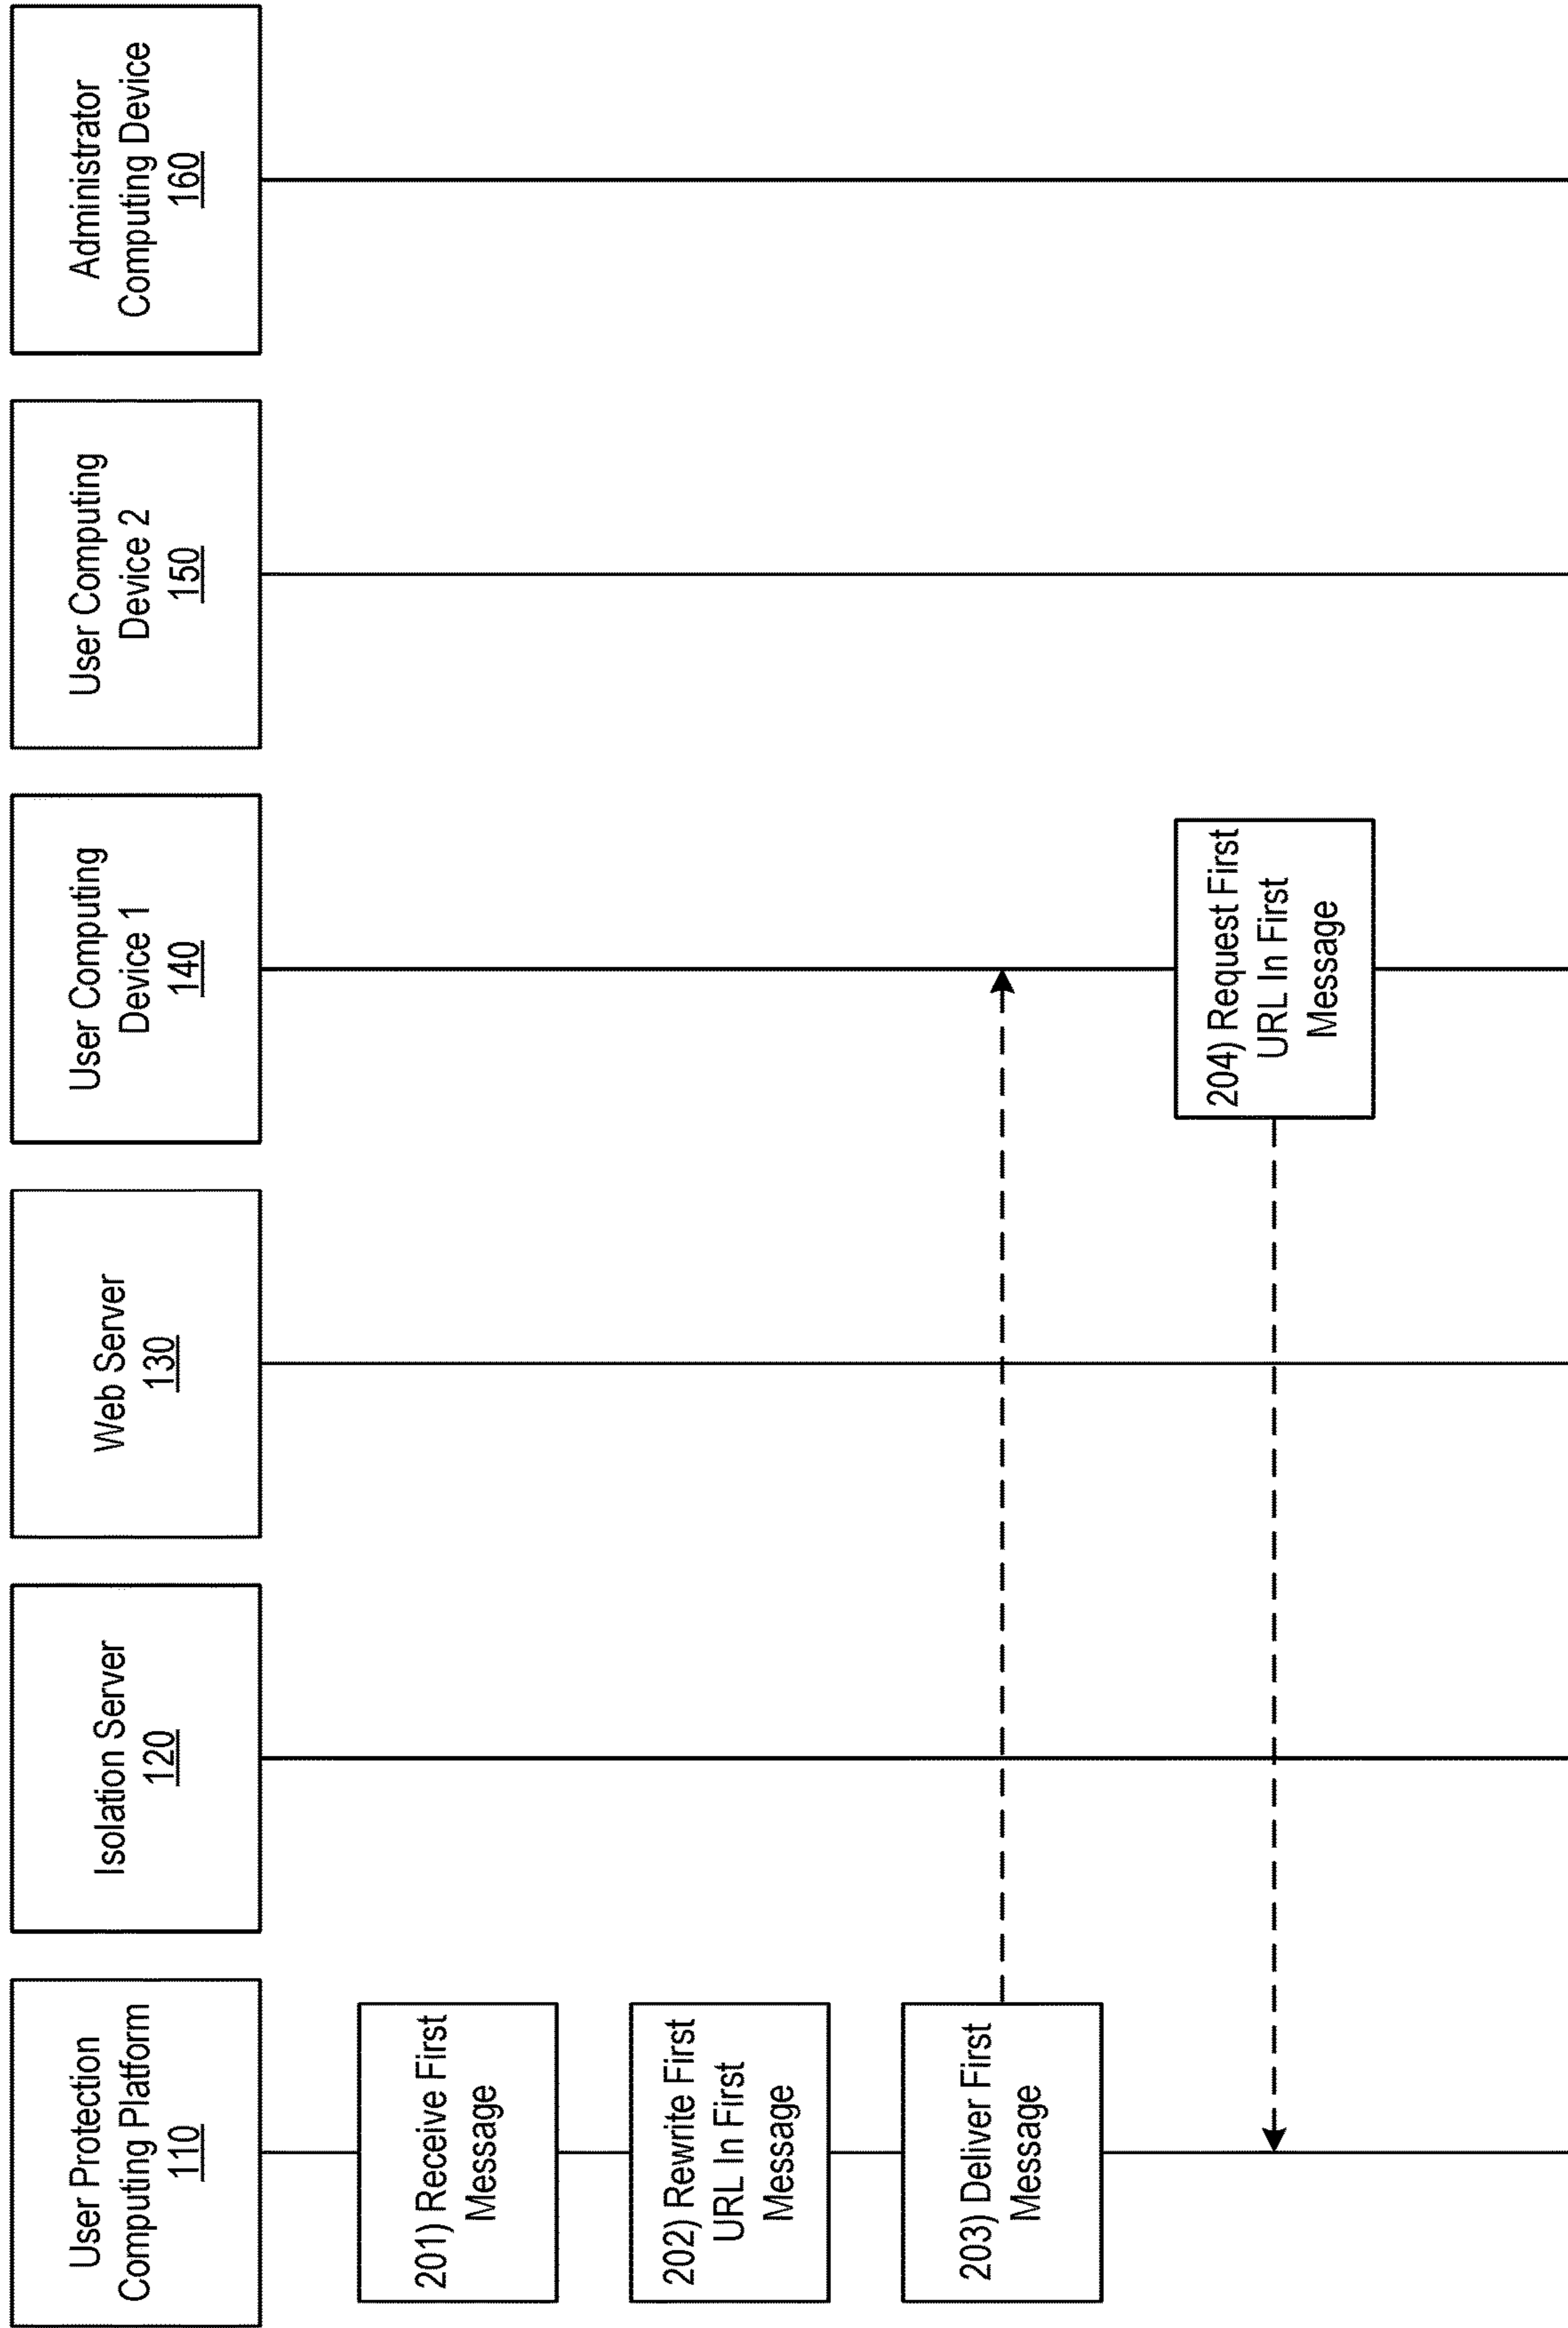 User Protection
Computing Platform
110
Isolation Server
120
Web Server
130
User Computing
Device 1
140
User Computing
Device 2
150
Administrator
Computing Device
160
201) Receive First
Message
202) Rewrite First
URL In First
Message
203) Deliver First
Message
204) Request First
URL In First
Message